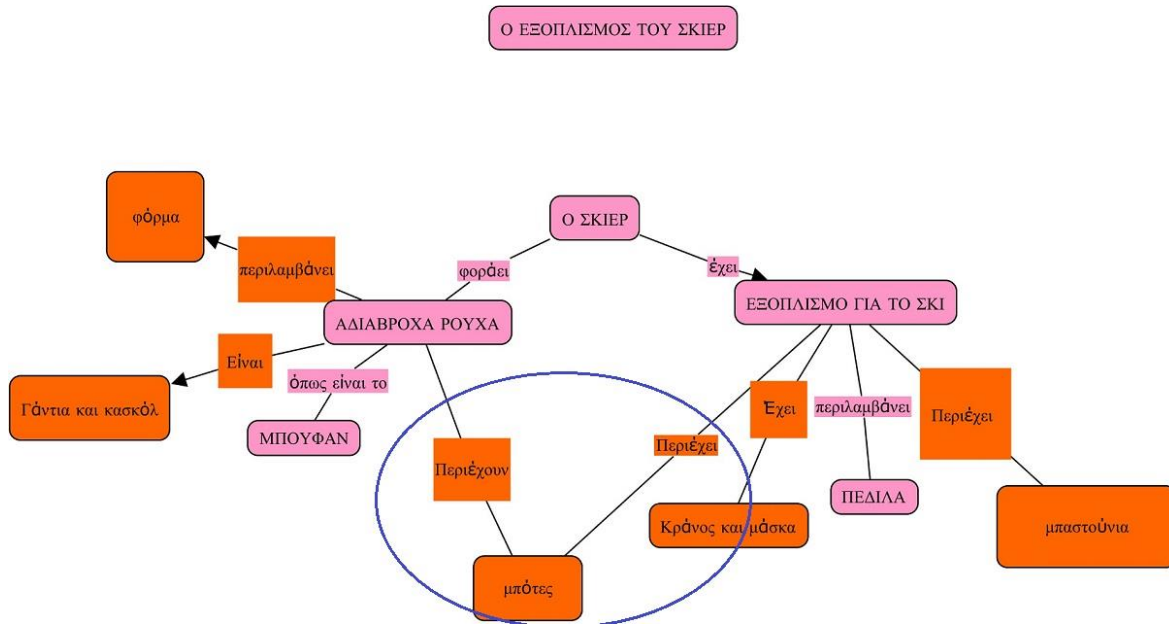 Ο ΕΞΟΠΛΙΣΜΟΣ ΤΟΥ ΣΚΙΕΡ
φόρμα
Ο ΣΚΙΕΡ
περιλαμβάνει
φοράει
έχει
ΑΔΙΑΒΡΟΧΑ ΡΟΥΧΑ
ΕΞΟΠΛΙΣΜΟ ΓΙΑ ΤΟ ΣΚΙ
Είναι
όπως είναι το
Γάντια και κασκόλ
ΜΠΟΥΦΑΝ
Περιέχουν
Περιέχει
Έχει
περιλαμβάνει
Περιέχει
Κράνος και μάσκα
ΠΕΔΙΛΑ
μπαστούνια
μπότες